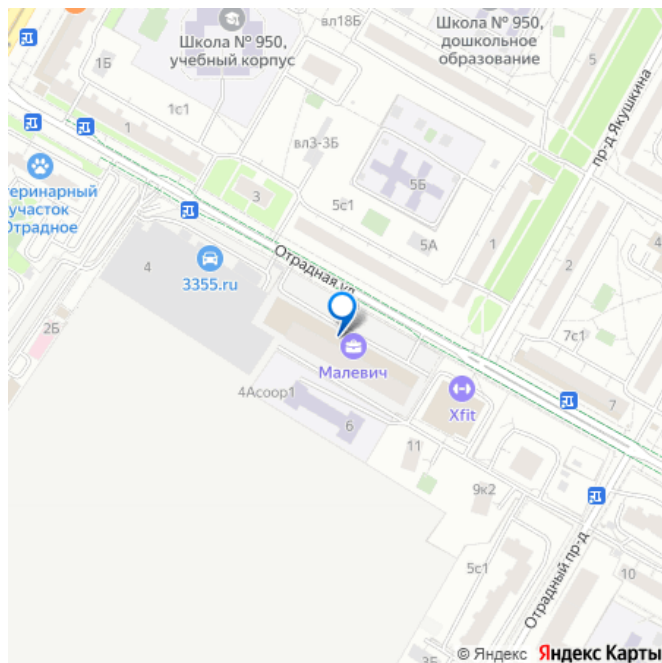 Школа № 950,
учебный корпус
вл18Б
Школа № 950,
дошкольное
образование
5
1Б
1с1
1
вл3-3Б
пр-д Якушкина
теринарный
участок
Отрадное
3
5Б
5с1
5А
1
4
2
4
3355.ru
Отрадная ул.
2Б
7с1
Малевич
4Асоор1
6
Xfit
7
11
9к2
5с1
Отрадный пр-д
10
3Б
© Яндекс Яндекс Карты